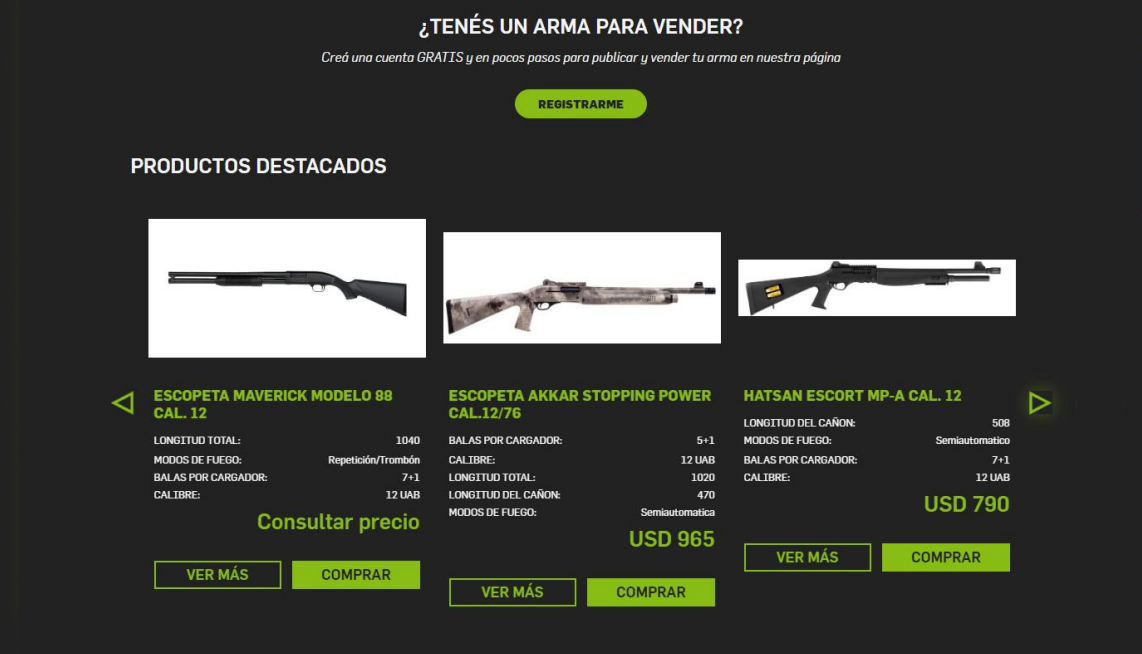 ¿TENÉS UN ARMA PARA VENDER?
Creá una cuenta GRATIS y en pocos pasos para publicar y vender tu arma en nuestra página
REGISTRARME
PRODUCTOS DESTACADOS
ESCOPETA MAVERICK MODELO 88
CAL. 12
LONGITUD TOTAL: 1040
MODOS DE FUEGO: Repetición/Trombón
BALAS POR CARGADOR: 7+1
CALIBRE: 12 UAB
Consultar precio
VER MÁS COMPRAR
ESCOPETA AKKAR STOPPING POWER
CAL.12/76
BALAS POR CARGADOR: 5+1
CALIBRE: 12 UAB
LONGITUD TOTAL: 1020
LONGITUD DEL CAÑON: 470
MODOS DE FUEGO: Semiautomatica
USD 965
VER MÁS COMPRAR
HATSAN ESCORT MP-A CAL. 12
LONGITUD DEL CAÑON: 508
MODOS DE FUEGO: Semiautomatico
BALAS POR CARGADOR: 7+1
CALIBRE: 12 UAB
USD 790
VER MÁS COMPRAR